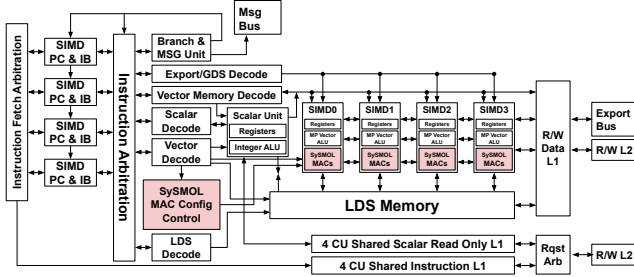 Msg
Bus
Instruction Fetch Arbitration
SIMD
PC & IB
SIMD
PC & IB
SIMD
PC & IB
SIMD
PC & IB
Instruction Arbitration
Branch &
MSG Unit
Export/GDS Decode
Vector Memory Decode
Scalar
Decode
Vector
Decode
Scalar Unit
Registers
Integer ALU
SySMOL
MAC Config
Control
LDS
Decode
SIMD0
Registers
MP Vector
ALU
SySMOL
MACs
SIMD1
Registers
MP Vector
ALU
SySMOL
MACs
SIMD2
Registers
MP Vector
ALU
SySMOL
MACs
SIMD3
Registers
MP Vector
ALU
SySMOL
MACs
LDS Memory
R/W
Data
L1
Export
Bus
R/W L2
4 CU Shared Scalar Read Only L1
4 CU Shared Instruction L1
Rqst
Arb
R/W L2